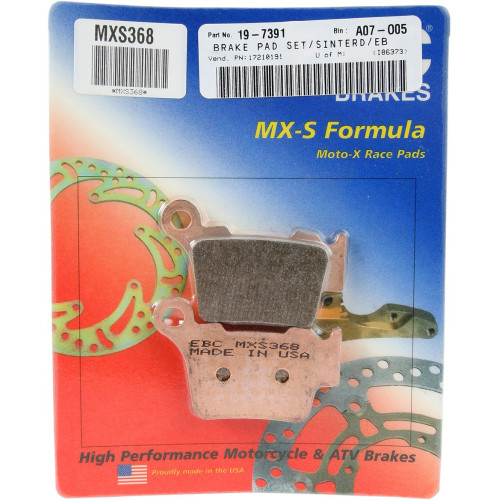 MXS368
*MXS368*
Part No. 19-7391 Bin: A07-005
BRAKE PAD SET/SINTERD/EB
Vend. PN:17210191 U of M: (I86373)
C
BRAKES
MX-S Formula
Moto-X Race Pads
EBC MXS368
MADE IN USA
High Performance Motorcycle & ATV Brakes
Proudly made in the USA